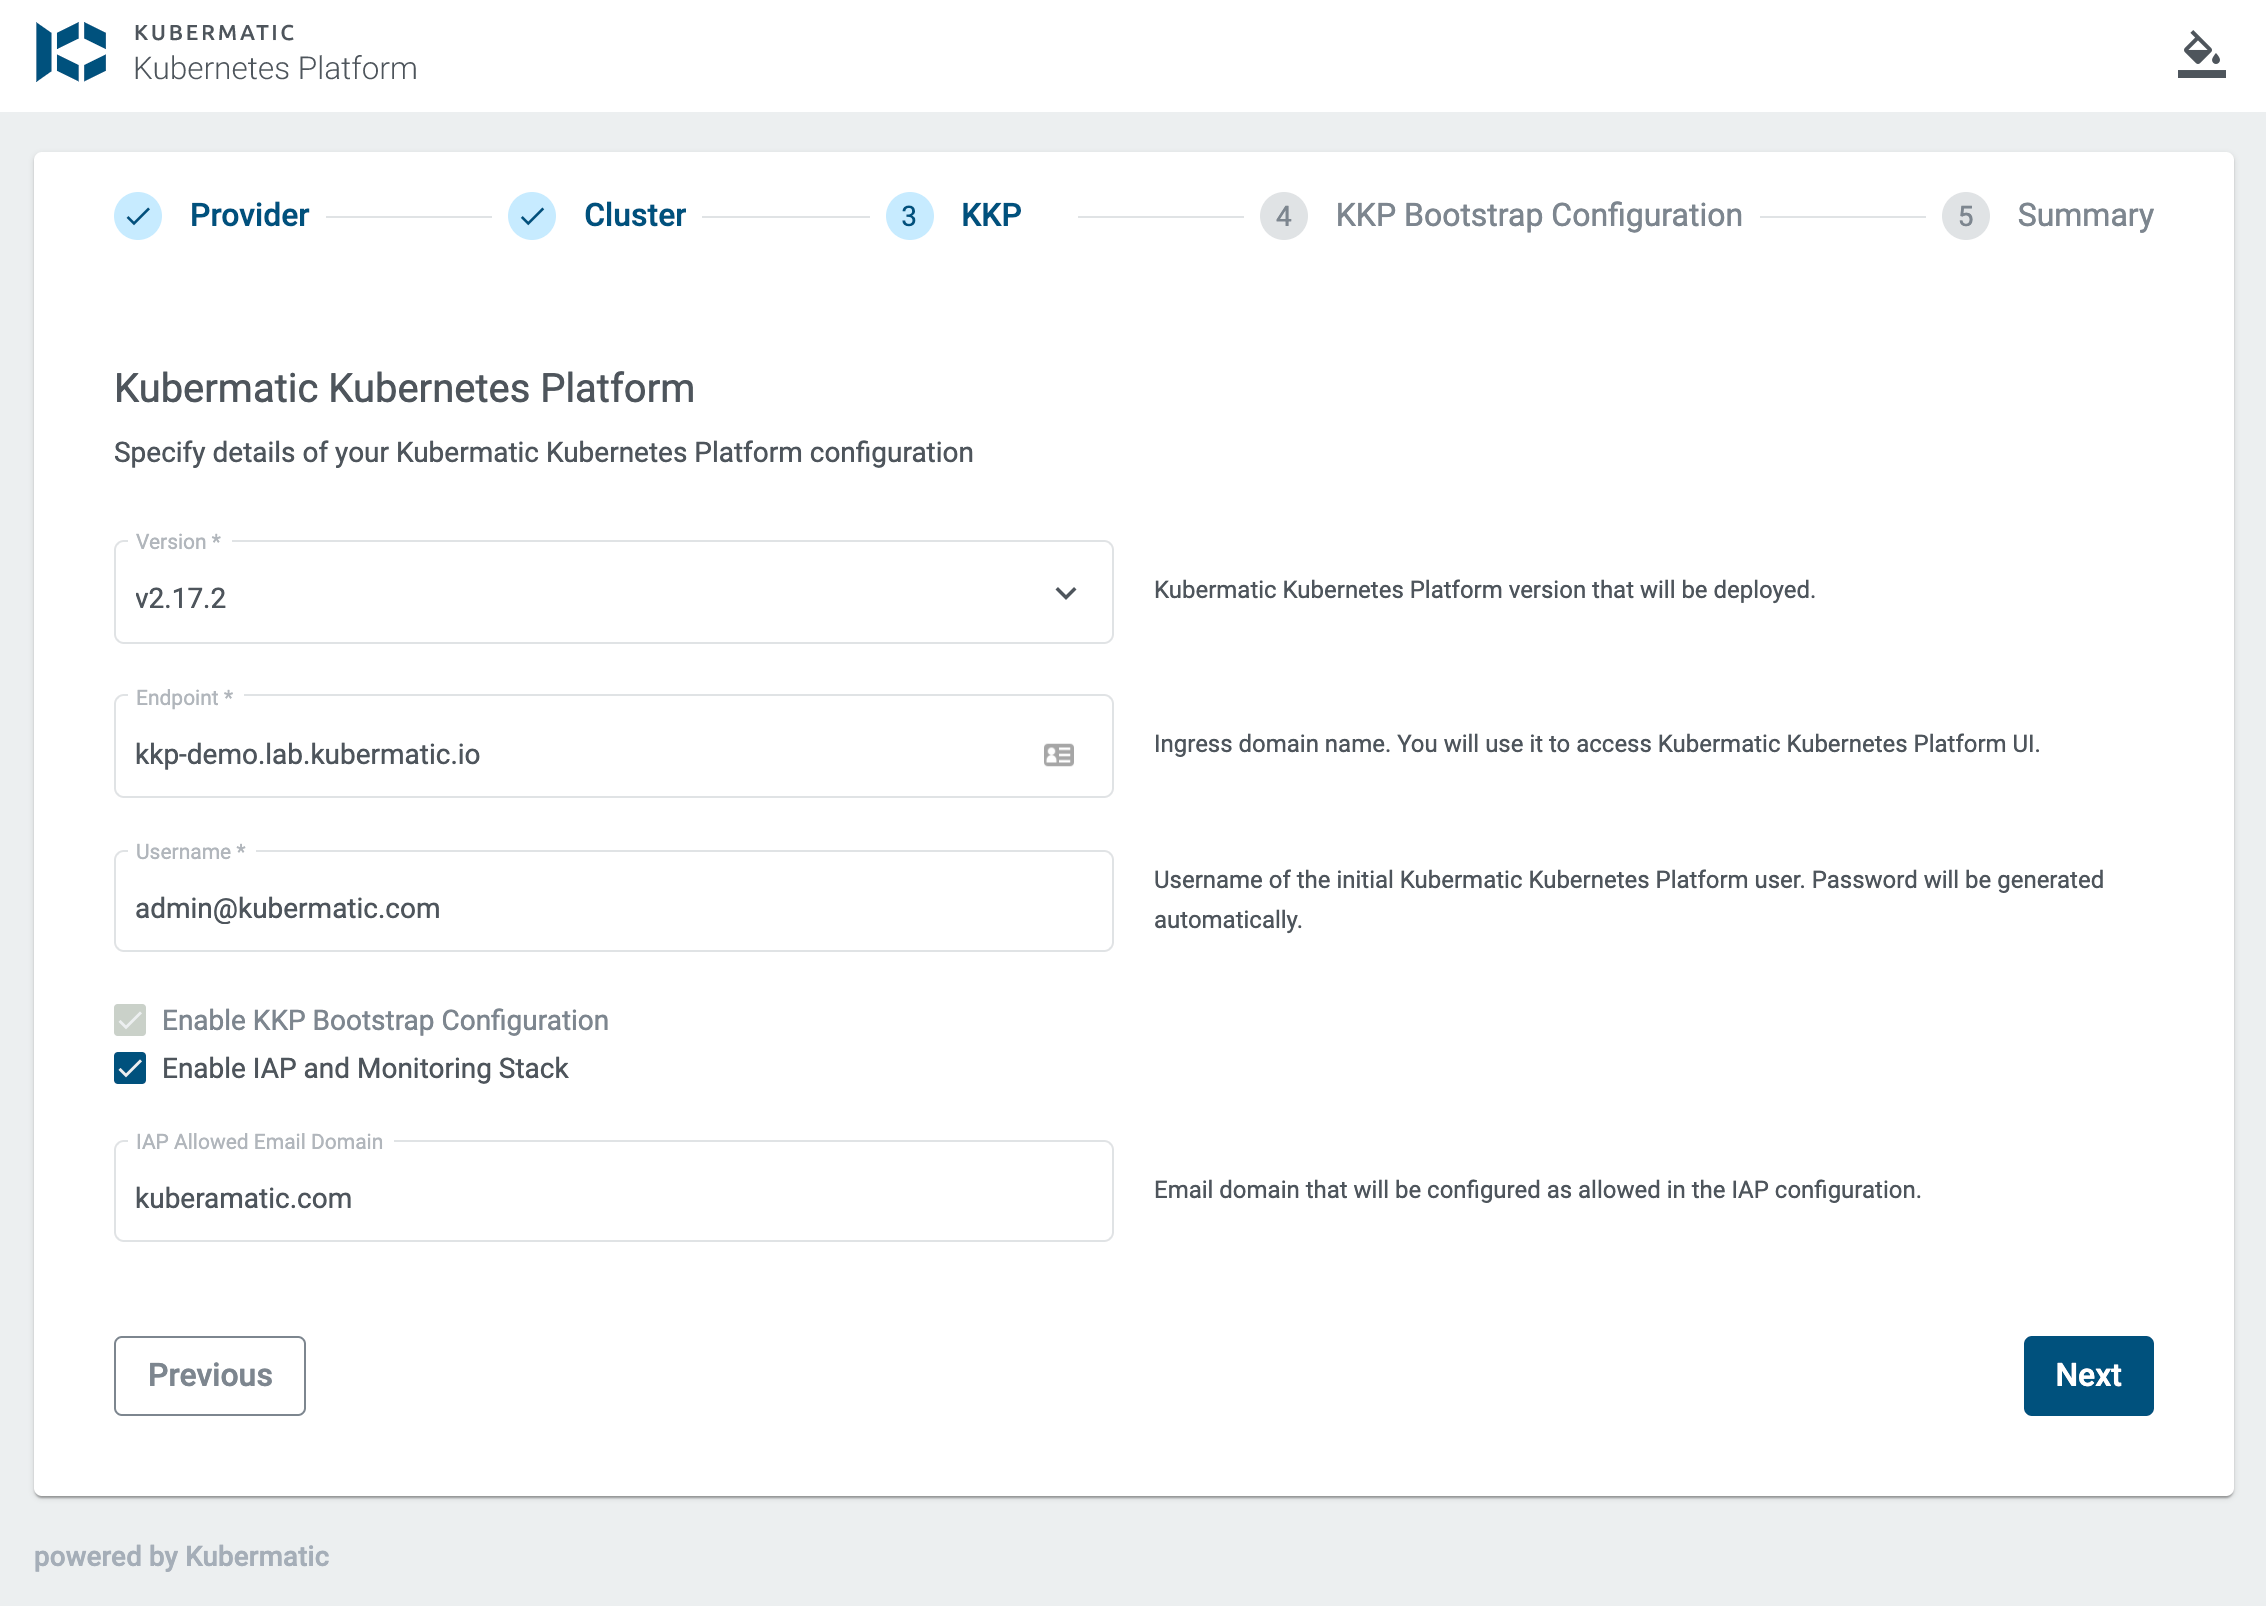 KUBERMATIC
Kubernetes Platform
Provider
Cluster
3 KKP
4 KKP Bootstrap Configuration
5 Summary
Kubermatic Kubernetes Platform
Specify details of your Kubermatic Kubernetes Platform configuration
Version *
v2.17.2
Kubermatic Kubernetes Platform version that will be deployed.
Endpoint *
kkp-demo.lab.kubermatic.io
Ingress domain name. You will use it to access Kubermatic Kubernetes Platform UI.
Username *
admin@kubermatic.com
Username of the initial Kubermatic Kubernetes Platform user. Password will be generated
automatically.
Enable KKP Bootstrap Configuration
Enable IAP and Monitoring Stack
IAP Allowed Email Domain
kuberamatic.com
Email domain that will be configured as allowed in the IAP configuration.
Previous
Next
powered by Kubermatic